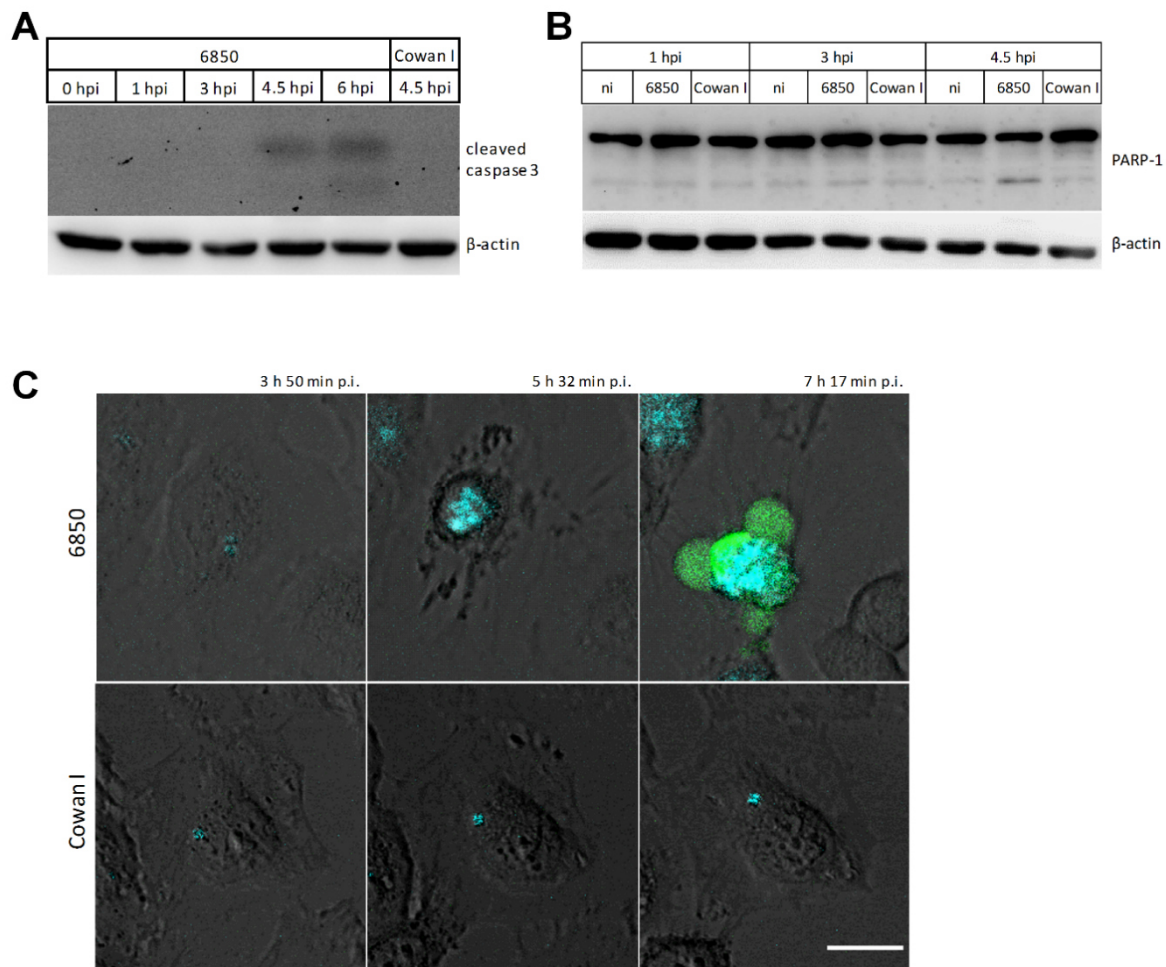 A
6850 Cowan I
0 hpi 1 hpi 3 hpi 4.5 hpi 6 hpi 4.5 hpi
cleaved
caspase 3
β-actin
B
1 hpi 3 hpi 4.5 hpi
ni 6850 Cowan I ni 6850 Cowan I ni 6850 Cowan I
PARP-1
β-actin
C
3 h 50 min p.i. 5 h 32 min p.i. 7 h 17 min p.i.
6850
Cowan I